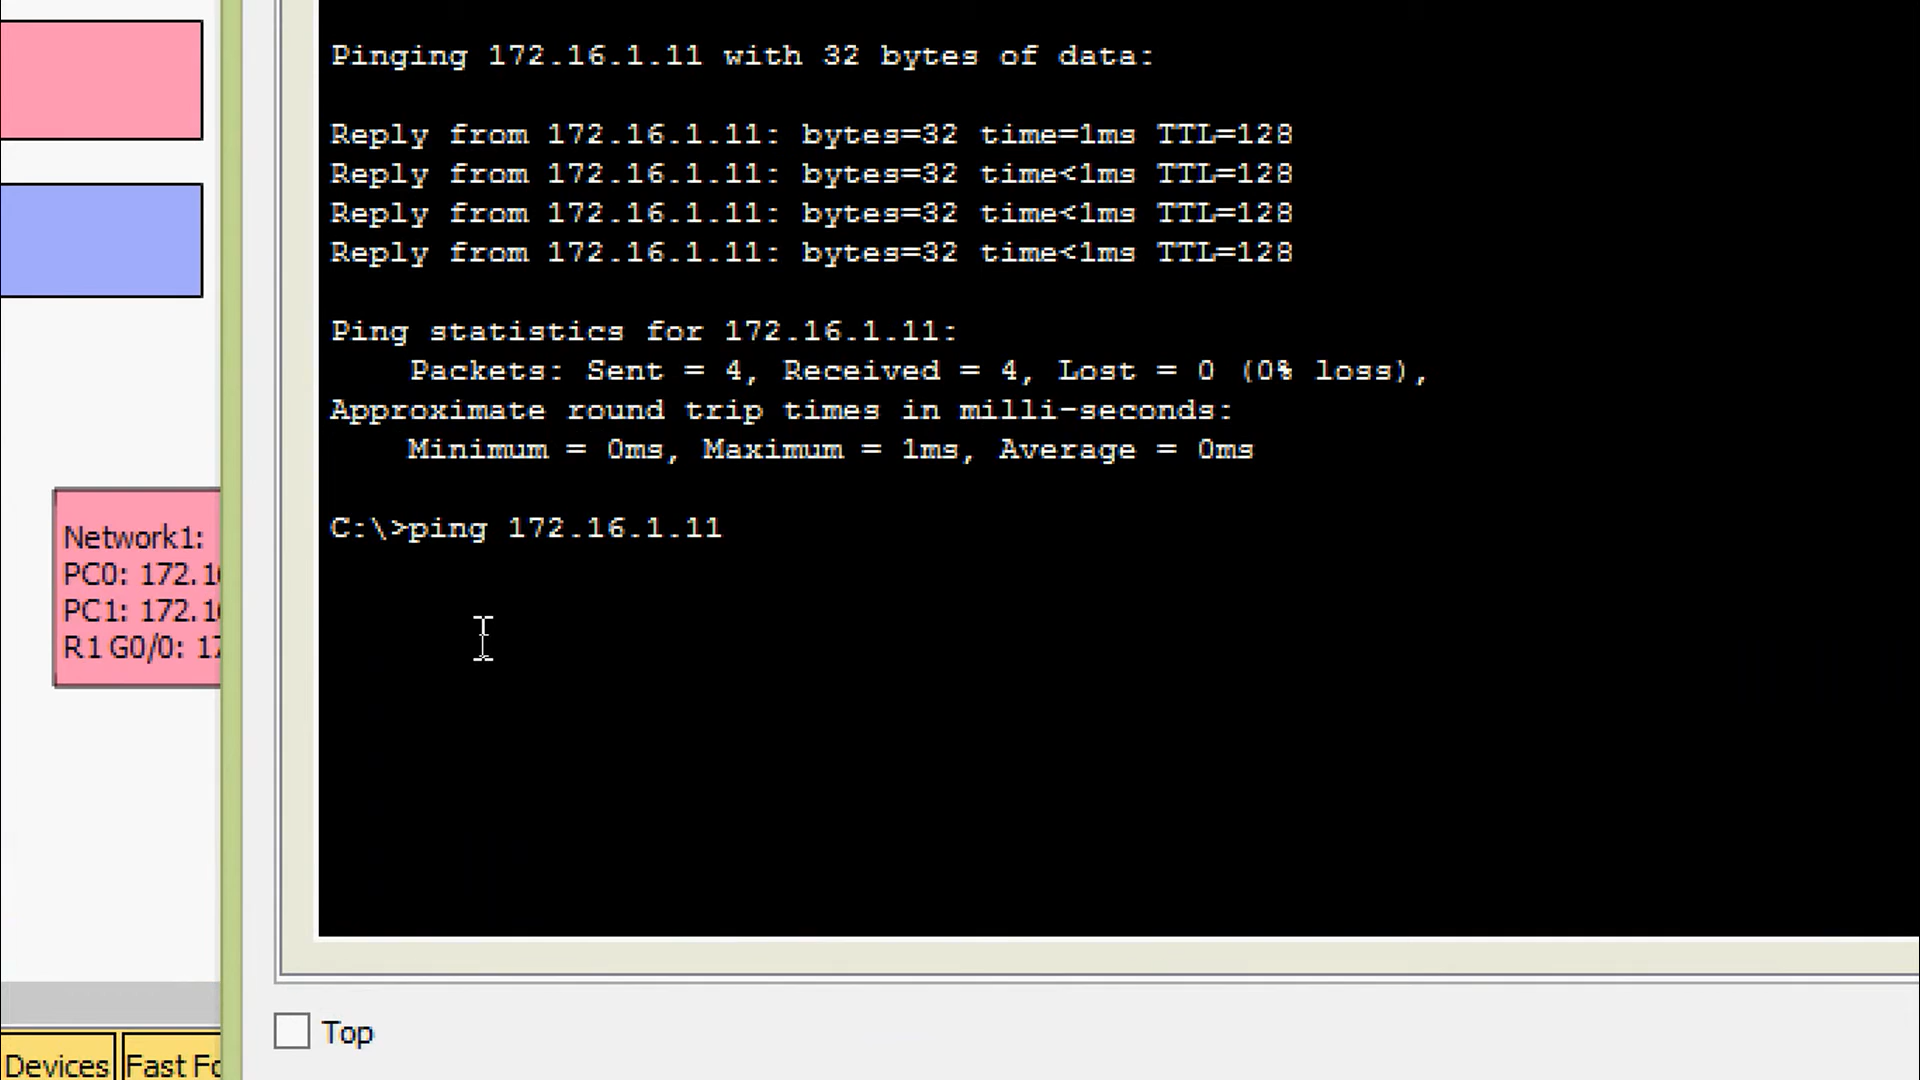 Pinging 172.16.1.11 with 32 bytes of data:
Reply from 172.16.1.11: bytes=32 time=1ms TTL=128
Reply from 172.16.1.11: bytes=32 time<1ms TTL=128
Reply from 172.16.1.11: bytes=32 time<1ms TTL=128
Reply from 172.16.1.11: bytes=32 time<1ms TTL=128
Ping statistics for 172.16.1.11:
Packets: Sent = 4, Received = 4, Lost = 0 (0% loss),
Approximate round trip times in milli-seconds:
Minimum = 0ms, Maximum = 1ms, Average = 0ms
C:\>ping 172.16.1.11
Network1:
PC0: 172.1
PC1: 172.1
R1 G0/0: 17
Top
Devices
Fast Fo